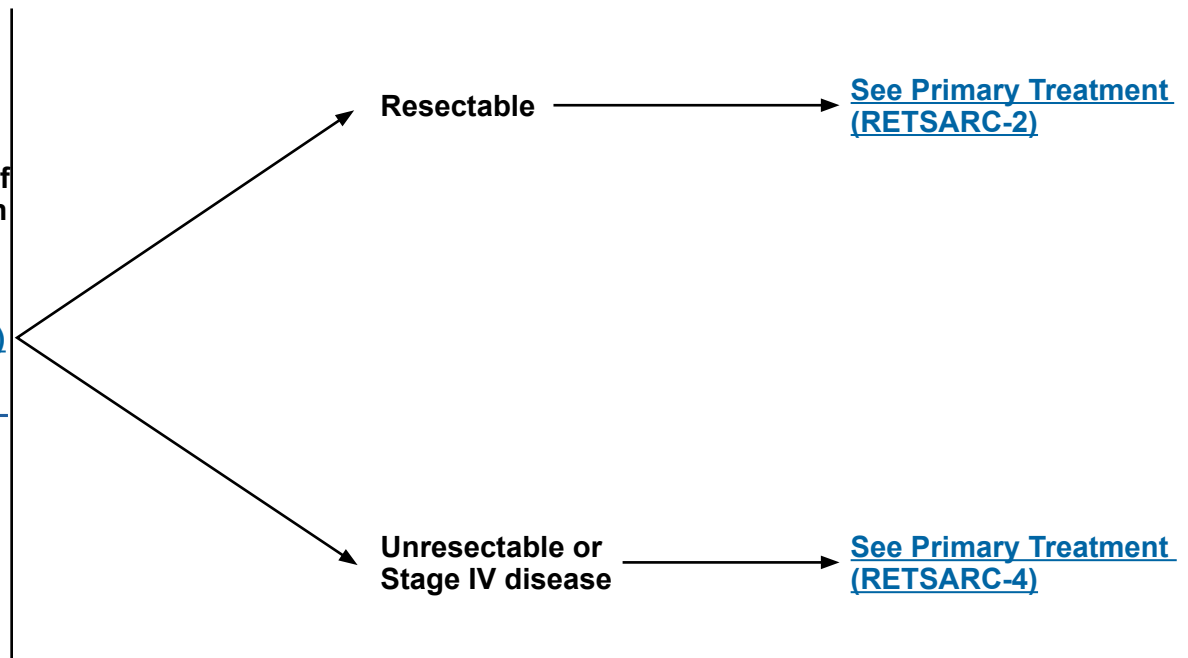 Resectable
See Primary Treatment
(RETSARC-2)
f
)
Unresectable or
Stage IV disease
See Primary Treatment
(RETSARC-4)